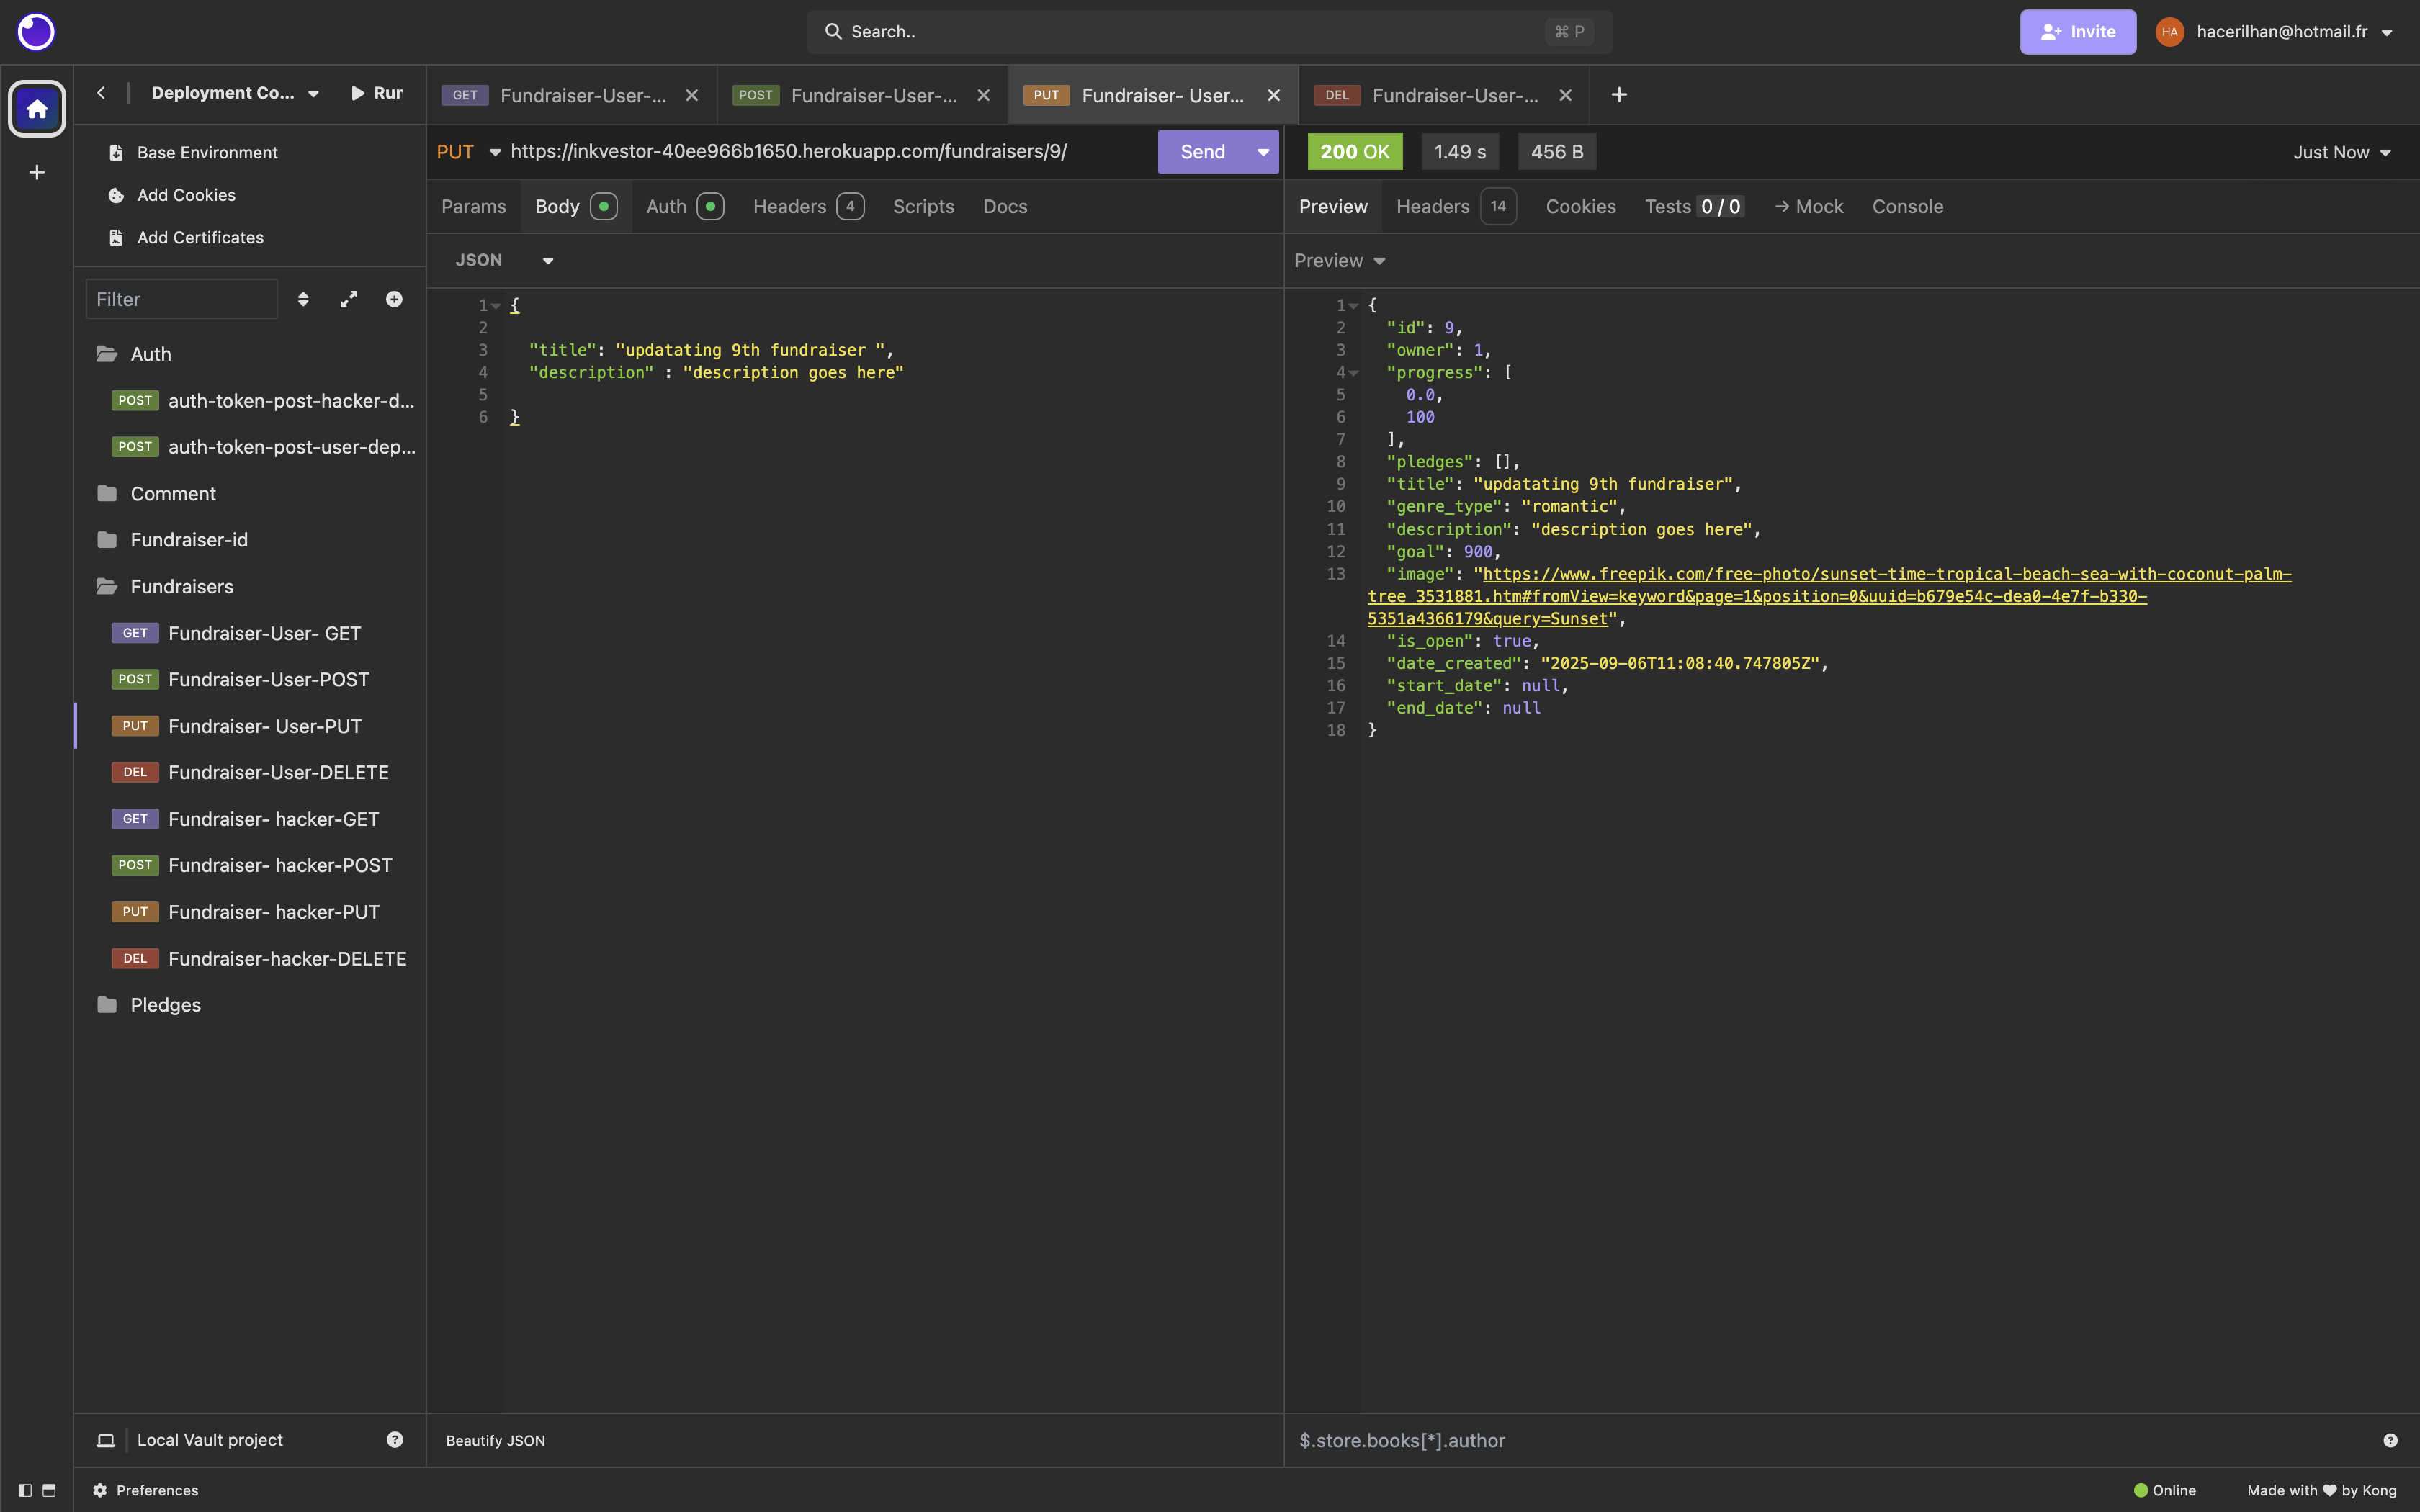 Search..
⌘ P
Invite
HA
hacerilhan@hotmail.fr
Deployment Co...
Rur
GET Fundraiser-User-...
POST Fundraiser-User-...
PUT Fundraiser- User...
DEL Fundraiser-User-...
Base Environment
Add Cookies
Add Certificates
Filter
Auth
POST auth-token-post-hacker-d...
POST auth-token-post-user-dep...
Comment
Fundraiser-id
Fundraisers
GET Fundraiser-User- GET
POST Fundraiser-User-POST
PUT Fundraiser- User-PUT
DEL Fundraiser-User-DELETE
GET Fundraiser- hacker-GET
POST Fundraiser- hacker-POST
PUT Fundraiser- hacker-PUT
DEL Fundraiser-hacker-DELETE
Pledges
Local Vault project
PUT https://inkvestor-40ee966b1650.herokuapp.com/fundraisers/9/
Send
Params Body Auth Headers 4 Scripts Docs
JSON
1 {
2
3 "title": "updatating 9th fundraiser ",
4 "description" : "description goes here"
5
6 }
Beautify JSON
200 OK 1.49 s 456 B Just Now
Preview Headers 14 Cookies Tests 0 / 0 → Mock Console
Preview
1 {
2 "id": 9,
3 "owner": 1,
4 "progress": [
5 0.0,
6 100
7 ],
8 "pledges": [],
9 "title": "updatating 9th fundraiser",
10 "genre_type": "romantic",
11 "description": "description goes here",
12 "goal": 900,
13 "image": "https://www.freepik.com/free-photo/sunset-time-tropical-beach-sea-with-coconut-palm-
tree_3531881.htm#fromView=keyword&page=1&position=0&uuid=b679e54c-dea0-4e7f-b330-
5351a4366179&query=Sunset",
14 "is_open": true,
15 "date_created": "2025-09-06T11:08:40.747805Z",
16 "start_date": null,
17 "end_date": null
18 }
$.store.books[*].author
Preferences
Online
Made with ♥ by Kong